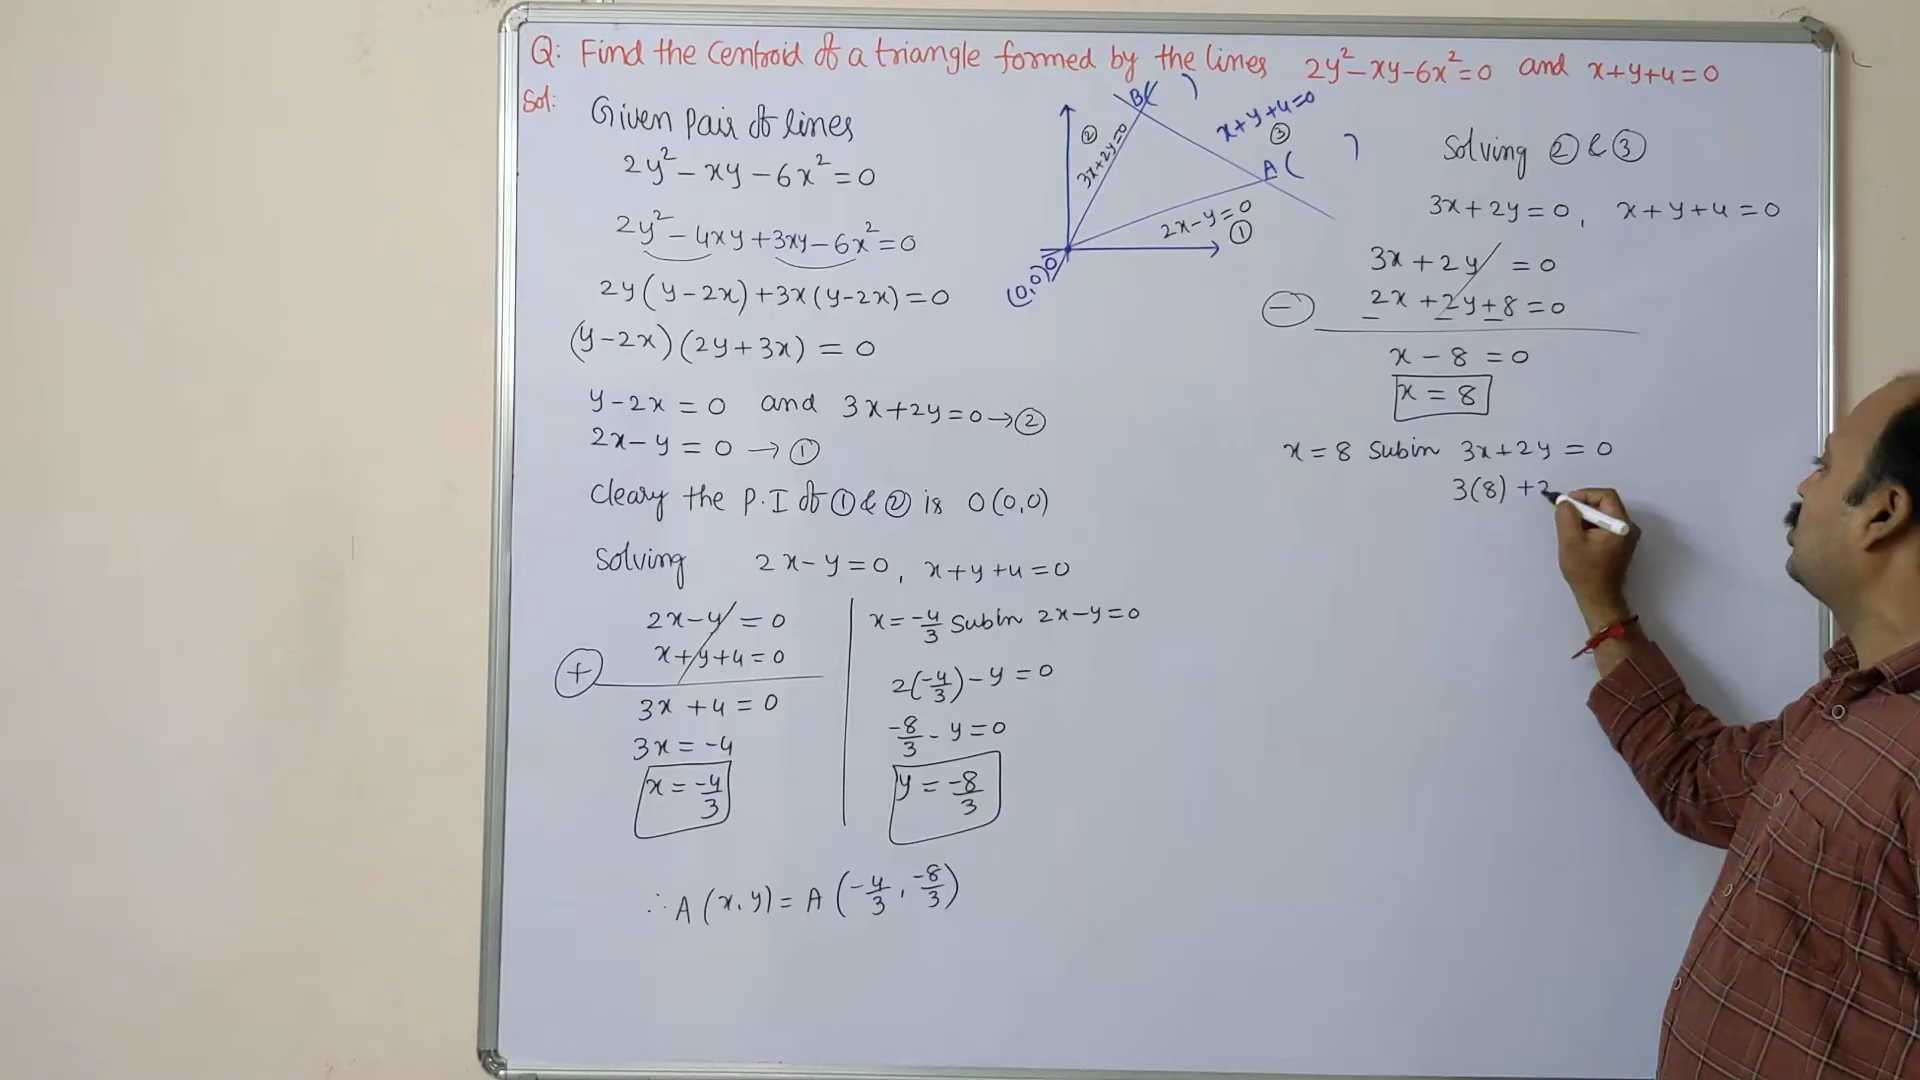 Q: Find the Centroid of a triangle formed by the lines 2y²-xy-6x²=0 and x+y+4=0
Sol:
Given Pair of lines
2y²-xy-6x²=0
2y²-4xy+3xy-6x²=0
2y(y-2x)+3x(y-2x)=0
(y-2x)(2y+3x)=0
y-2x=0 and 3x+2y=0→②
2x-y=0→①
Cleary the P.I of ①&② is O(0,0)
Solving 2x-y=0, x+y+4=0
2x-y=0
x+y+4=0
+
3x+4=0
3x=-4
x=-4/3
x=-4/3 Sub in 2x-y=0
2(-4/3)-y=0
-8/3-y=0
y=-8/3
∴A(x,y)=A(-4/3,-8/3)
B( )
x+y+4=0
③
②
3x+2y=0
A( )
2x-y=0
①
O
(0,0)
Solving ②&③
3x+2y=0, x+y+4=0
3x+2y=0
2x+2y+8=0
-
- - -
x-8=0
x=8
x=8 Sub in 3x+2y=0
3(8)+2